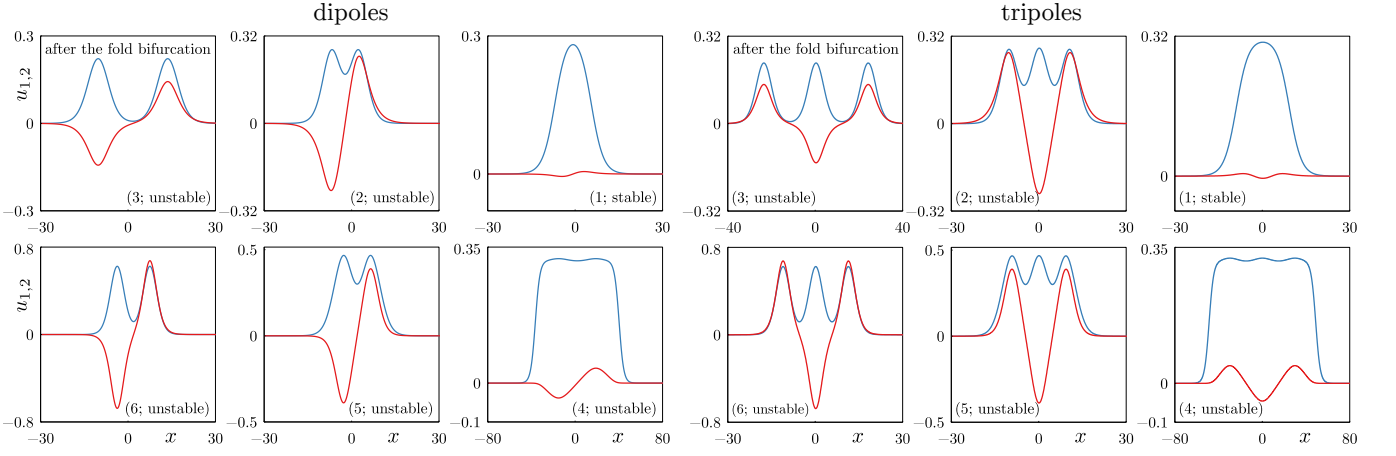 dipoles tripoles
0.3 0.32 0.3 0.32 0.32 0.32
after the fold bifurcation after the fold bifurcation
u1,2
0 0 0 0 0 0
(3; unstable) (2; unstable) (1; stable) (3; unstable) (2; unstable) (1; stable)
−0.3 −0.32 −0.32 −0.32
−30 0 30 −30 0 30 −30 0 30 −40 0 40 −30 0 30 −30 0 30
0.8 0.5 0.35 0.8 0.5 0.35
u1,2
0 0 0 0 0 0
(6; unstable) (5; unstable) (4; unstable) (6; unstable) (5; unstable) (4; unstable)
−0.8 −0.5 −0.1 −0.8 −0.5 −0.1
−30 0 x 30 −30 0 x 30 −80 0 x 80 −30 0 x 30 −30 0 x 30 −80 0 x 80